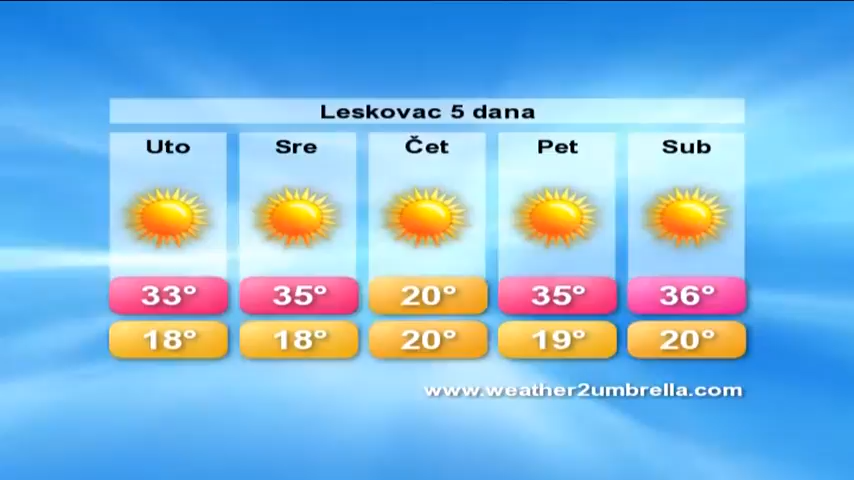 Leskovac 5 dana
Uto Sre Čet Pet Sub
33° 35° 20° 35° 36°
18° 18° 20° 19° 20°
www.weather2umbrella.com